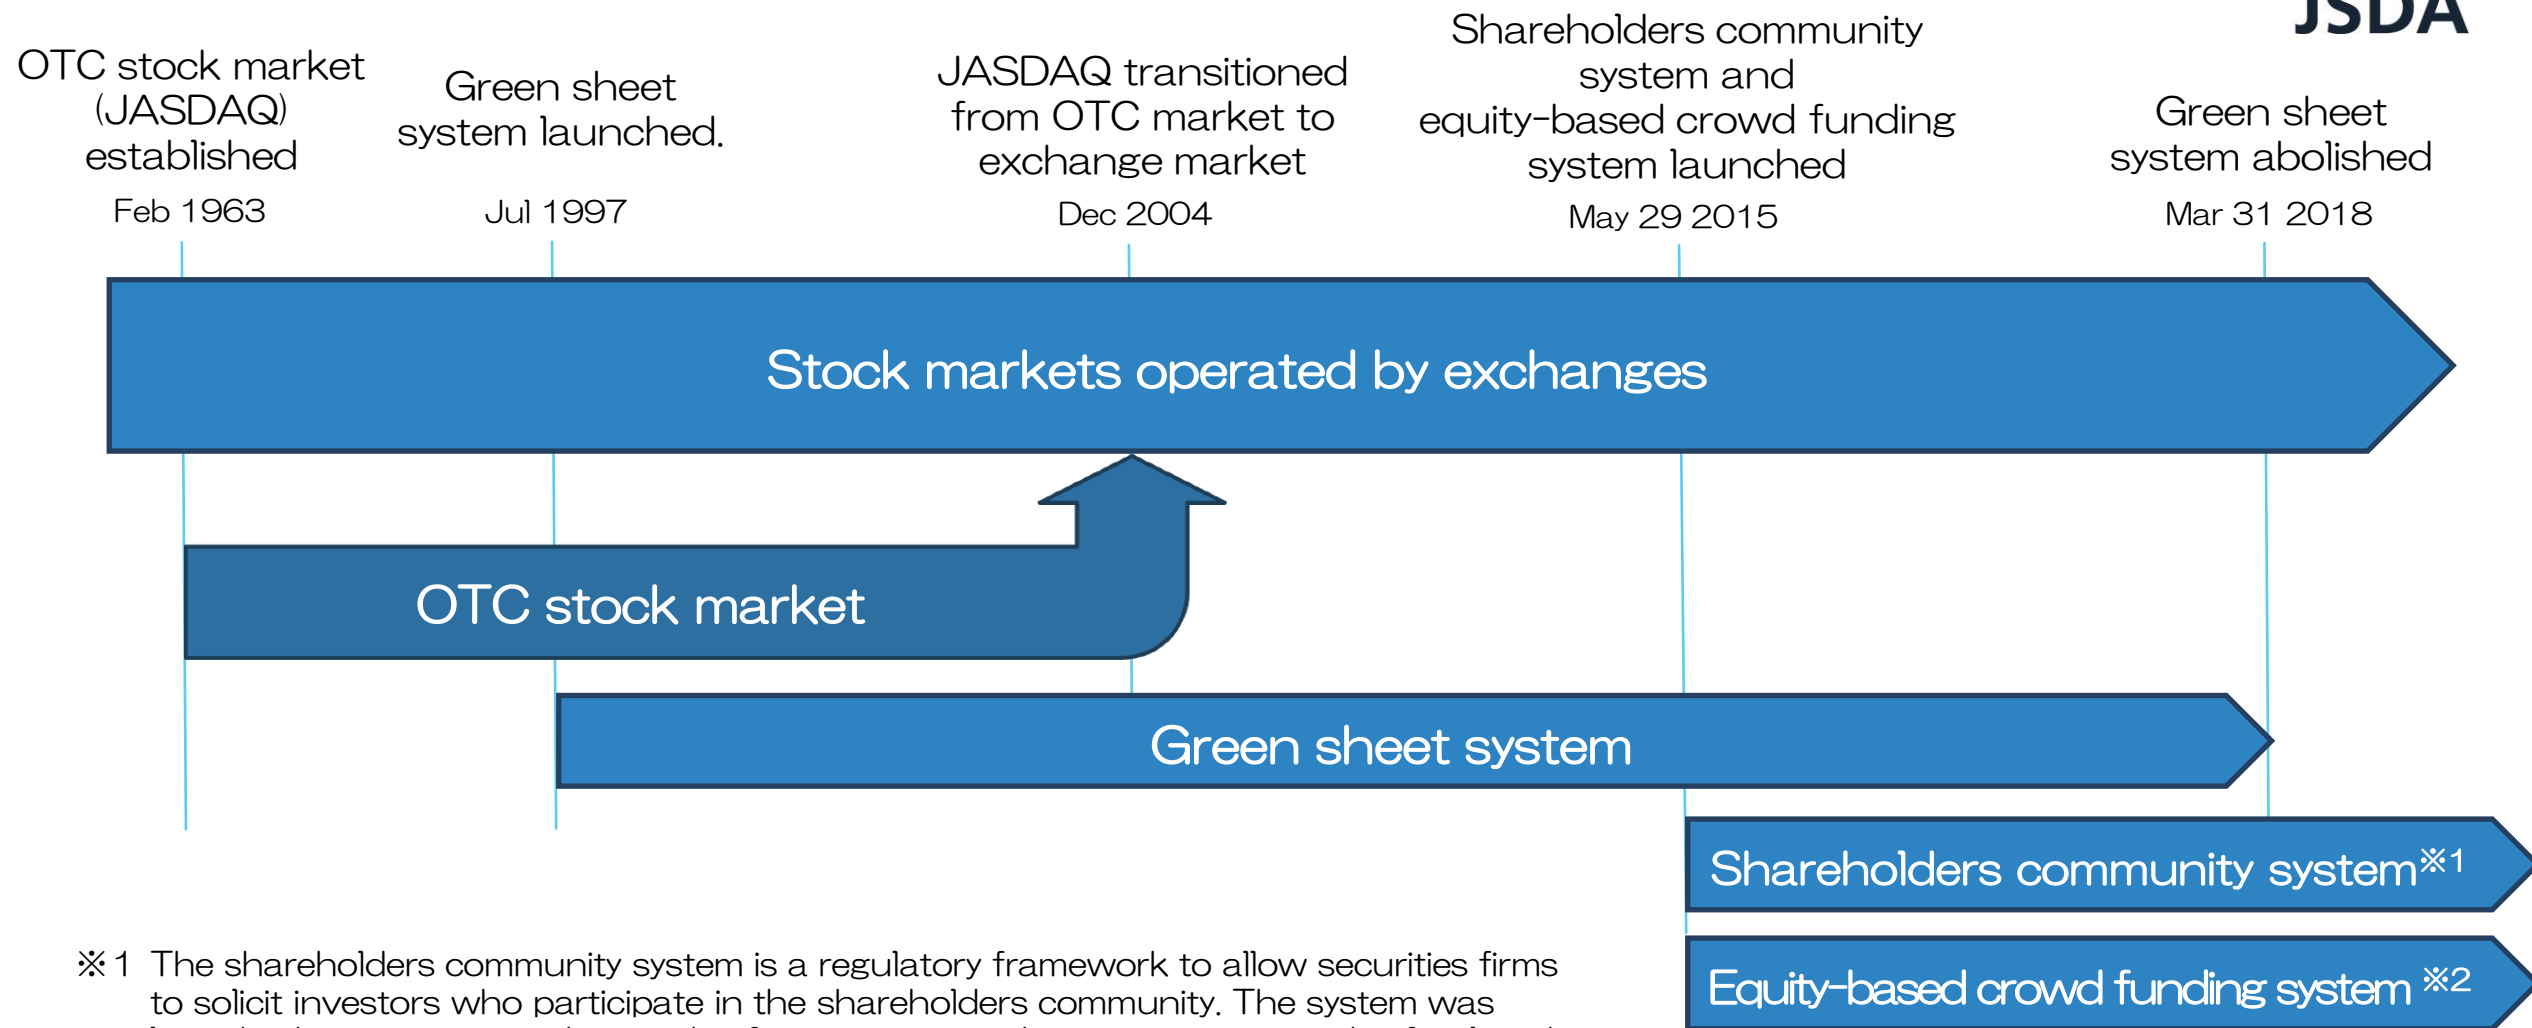 JSDA
OTC stock market
(JASDAQ)
established
Feb 1963
Green sheet
system launched.
Jul 1997
JASDAQ transitioned
from OTC market to
exchange market
Dec 2004
Shareholders community
system and
equity-based crowd funding
system launched
May 29 2015
Green sheet
system abolished
Mar 31 2018
Stock markets operated by exchanges
OTC stock market
Green sheet system
Shareholders community system※1
Equity-based crowd funding system ※2
※1 The shareholders community system is a regulatory framework to allow securities firms
to solicit investors who participate in the shareholders community. The system was